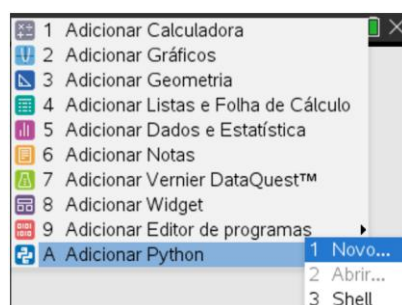 1 Adicionar Calculadora
2 Adicionar Gráficos
3 Adicionar Geometria
4 Adicionar Listas e Folha de Cálculo
5 Adicionar Dados e Estatística
6 Adicionar Notas
7 Adicionar Vernier DataQuest™
8 Adicionar Widget
9 Adicionar Editor de programas
A Adicionar Python
1 Novo...
2 Abrir...
3 Shell